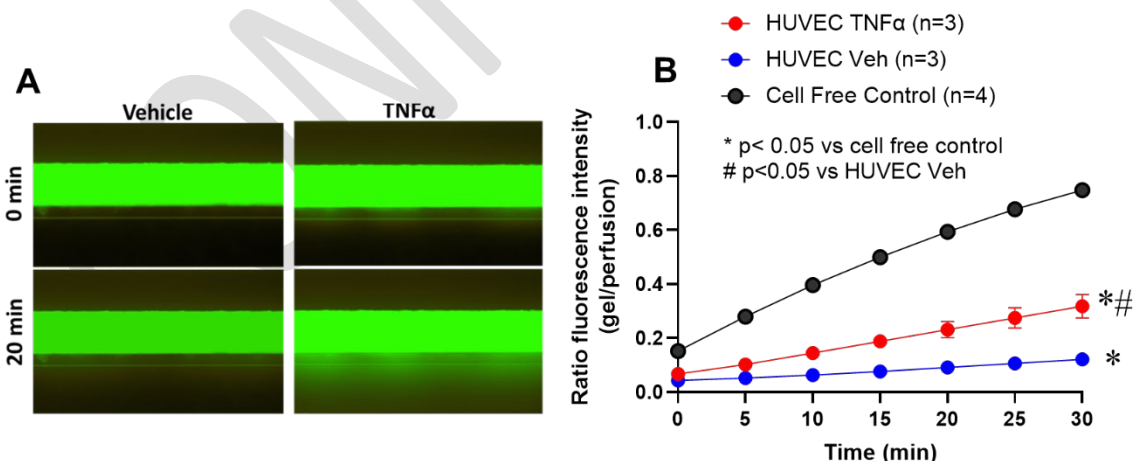 HUVEC TNFα (n=3)
HUVEC Veh (n=3)
Cell Free Control (n=4)
A
B
Vehicle
TNFα
0 min
20 min
* p< 0.05 vs cell free control
# p<0.05 vs HUVEC Veh
Ratio fluorescence intensity
(gel/perfusion)
1.0
0.8
0.6
0.4
0.2
0.0
*#
*
0 5 10 15 20 25 30
Time (min)